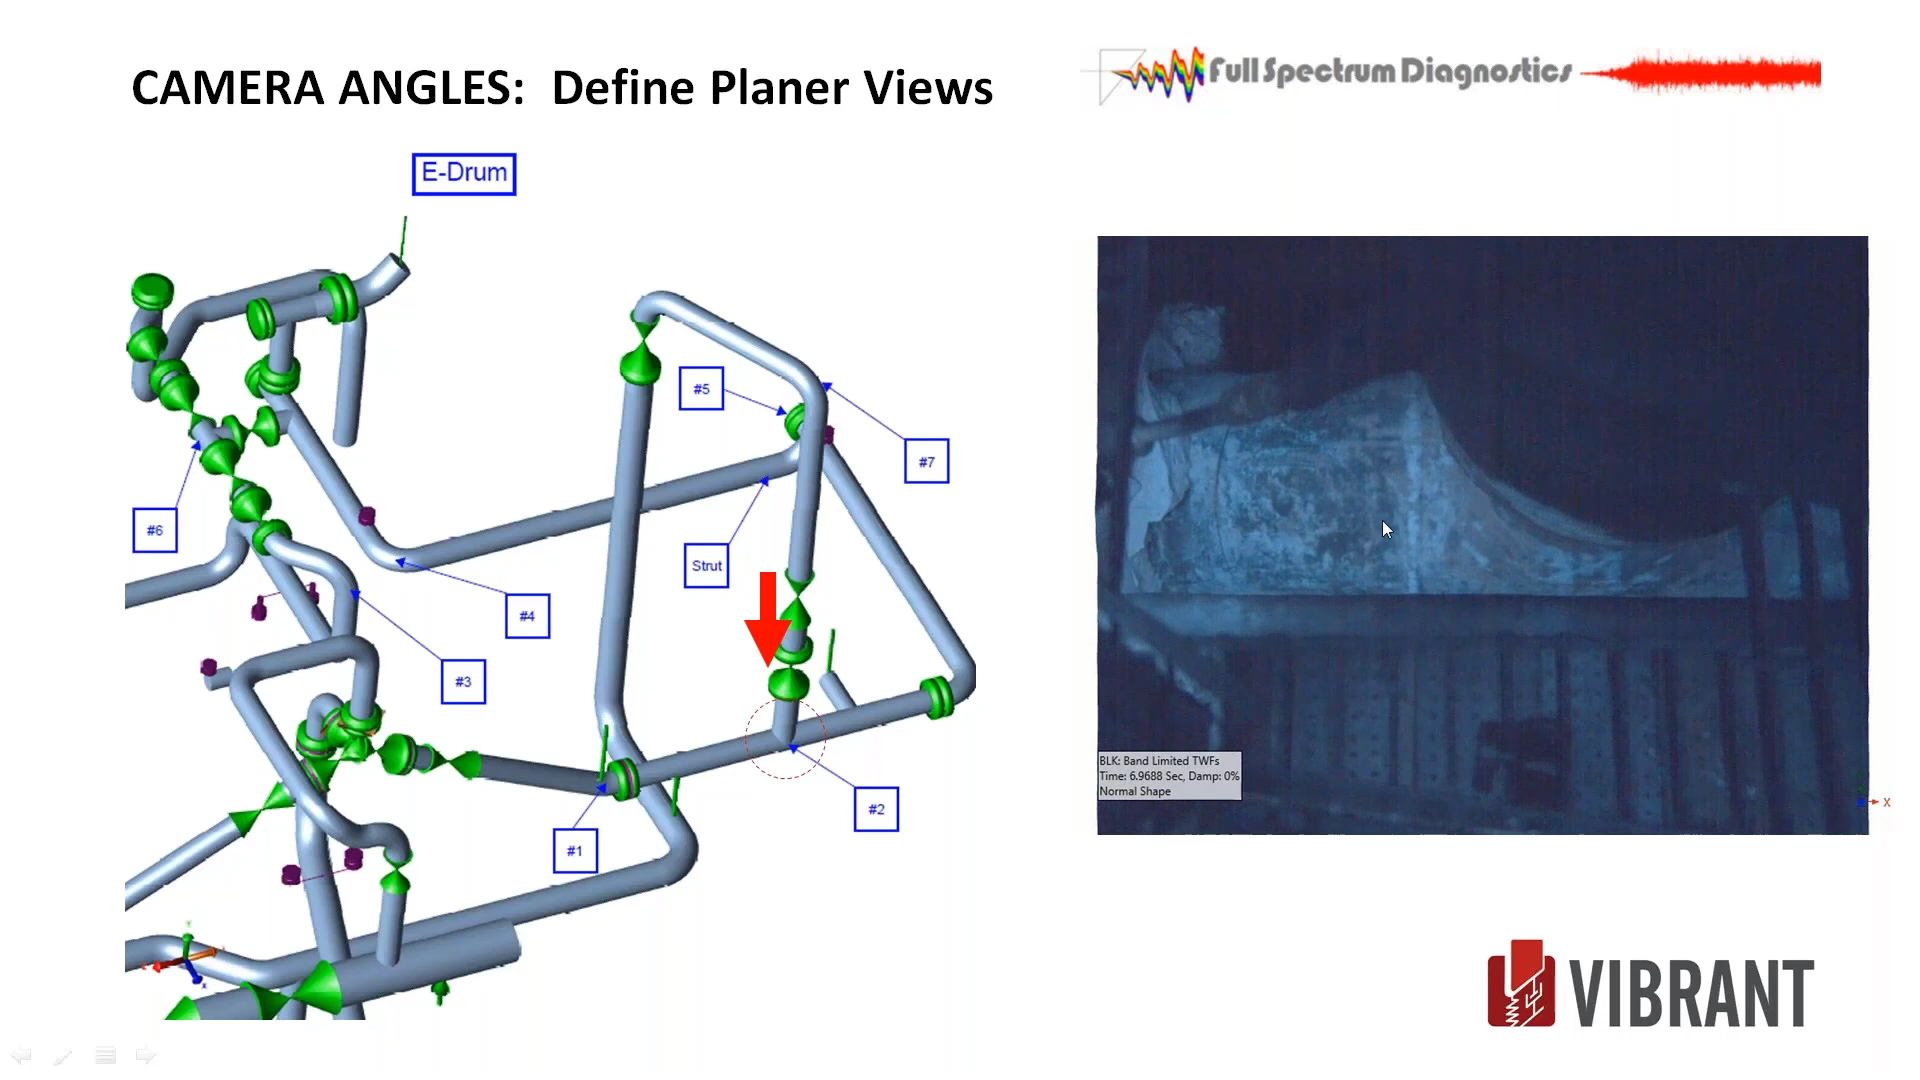 CAMERA ANGLES: Define Planer Views
Full Spectrum Diagnostics
E-Drum
#5
#7
#6
Strut
#4
#3
#2
#1
BLK: Band Limited TWFs
Time: 6.9688 Sec, Damp: 0%
Normal Shape
X
VIBRANT